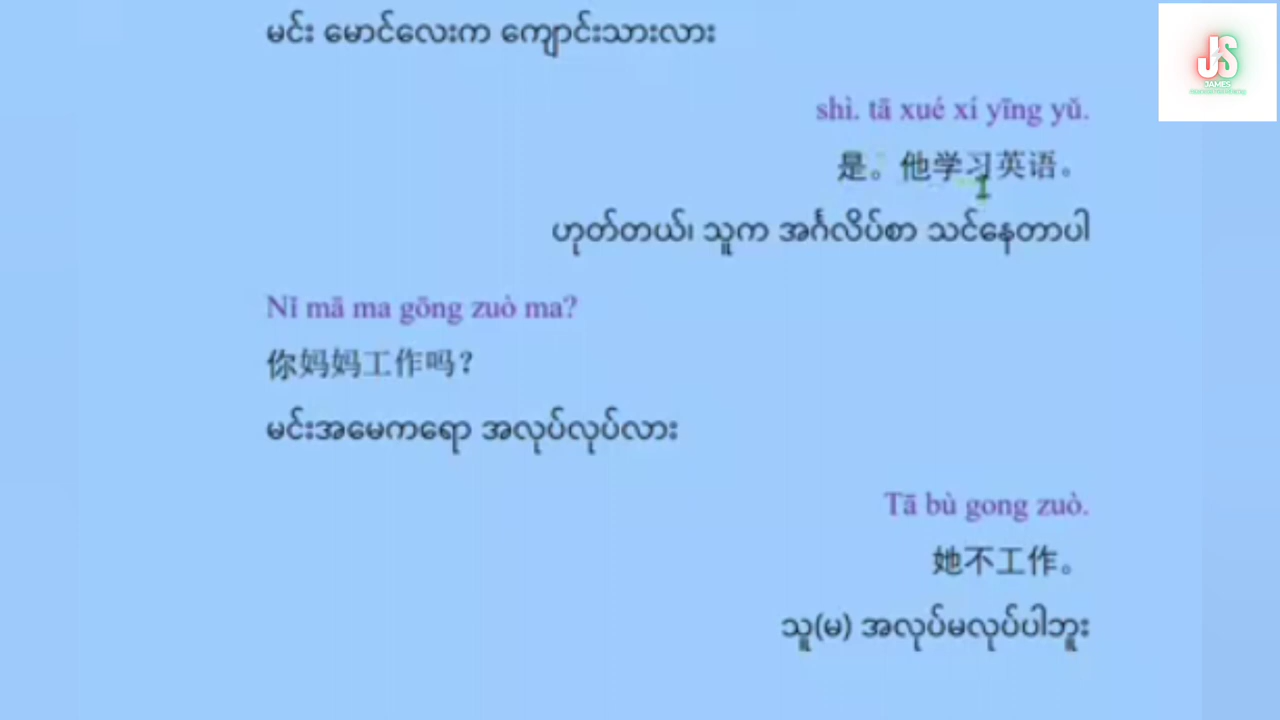 မင်း မောင်လေးက ကျောင်းသားလား
JS
JAMES
shì. tā xué xí yīng yǔ.
是。他学习英语。
ဟုတ်တယ်၊ သူက အင်္ဂလိပ်စာ သင်နေတာပါ
Nǐ mā ma gōng zuò ma?
你妈妈工作吗?
မင်းအမေကရော အလုပ်လုပ်လား
Tā bù gong zuò.
她不工作。
သူ(မ) အလုပ်မလုပ်ပါဘူး